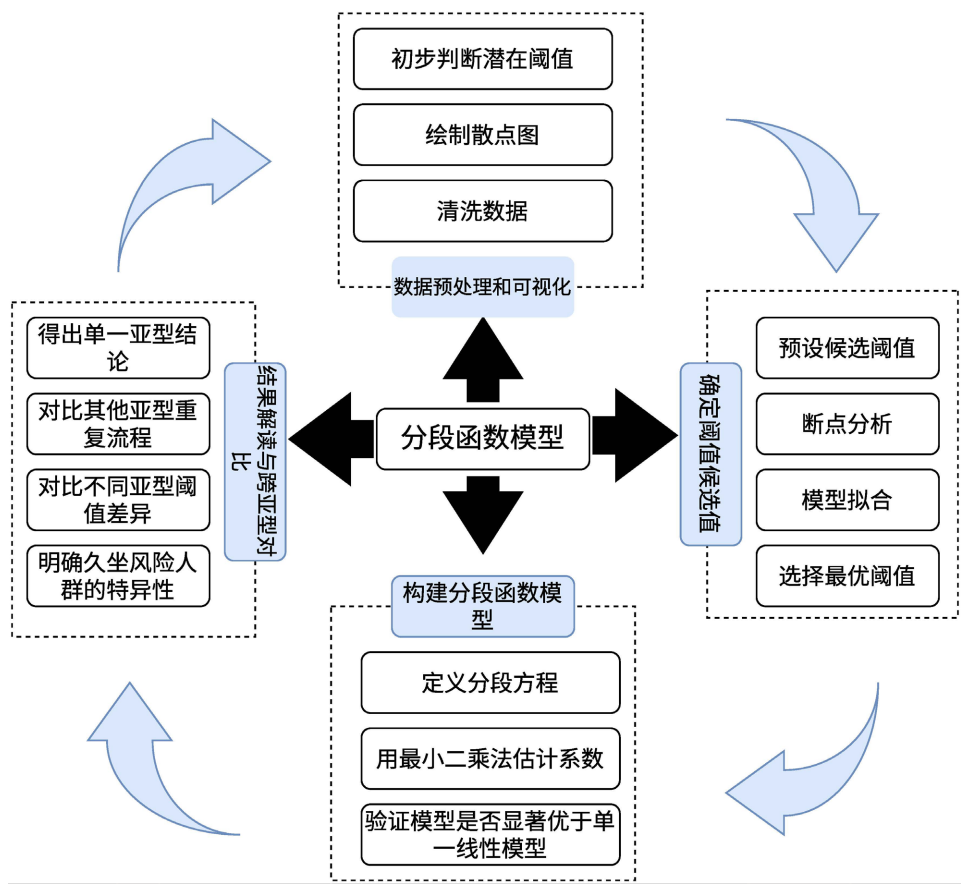 初步判断潜在阈值
绘制散点图
清洗数据
数据预处理和可视化
预设候选阈值
断点分析
模型拟合
选择最优阈值
确定阈值候选值
分段函数模型
构建分段函数模
型
定义分段方程
用最小二乘法估计系数
验证模型是否显著优于单
一线性模型
结果解读与跨亚型对
比
得出单一亚型结
论
对比其他亚型重
复流程
对比不同亚型阈
值差异
明确久坐风险人
群的特异性